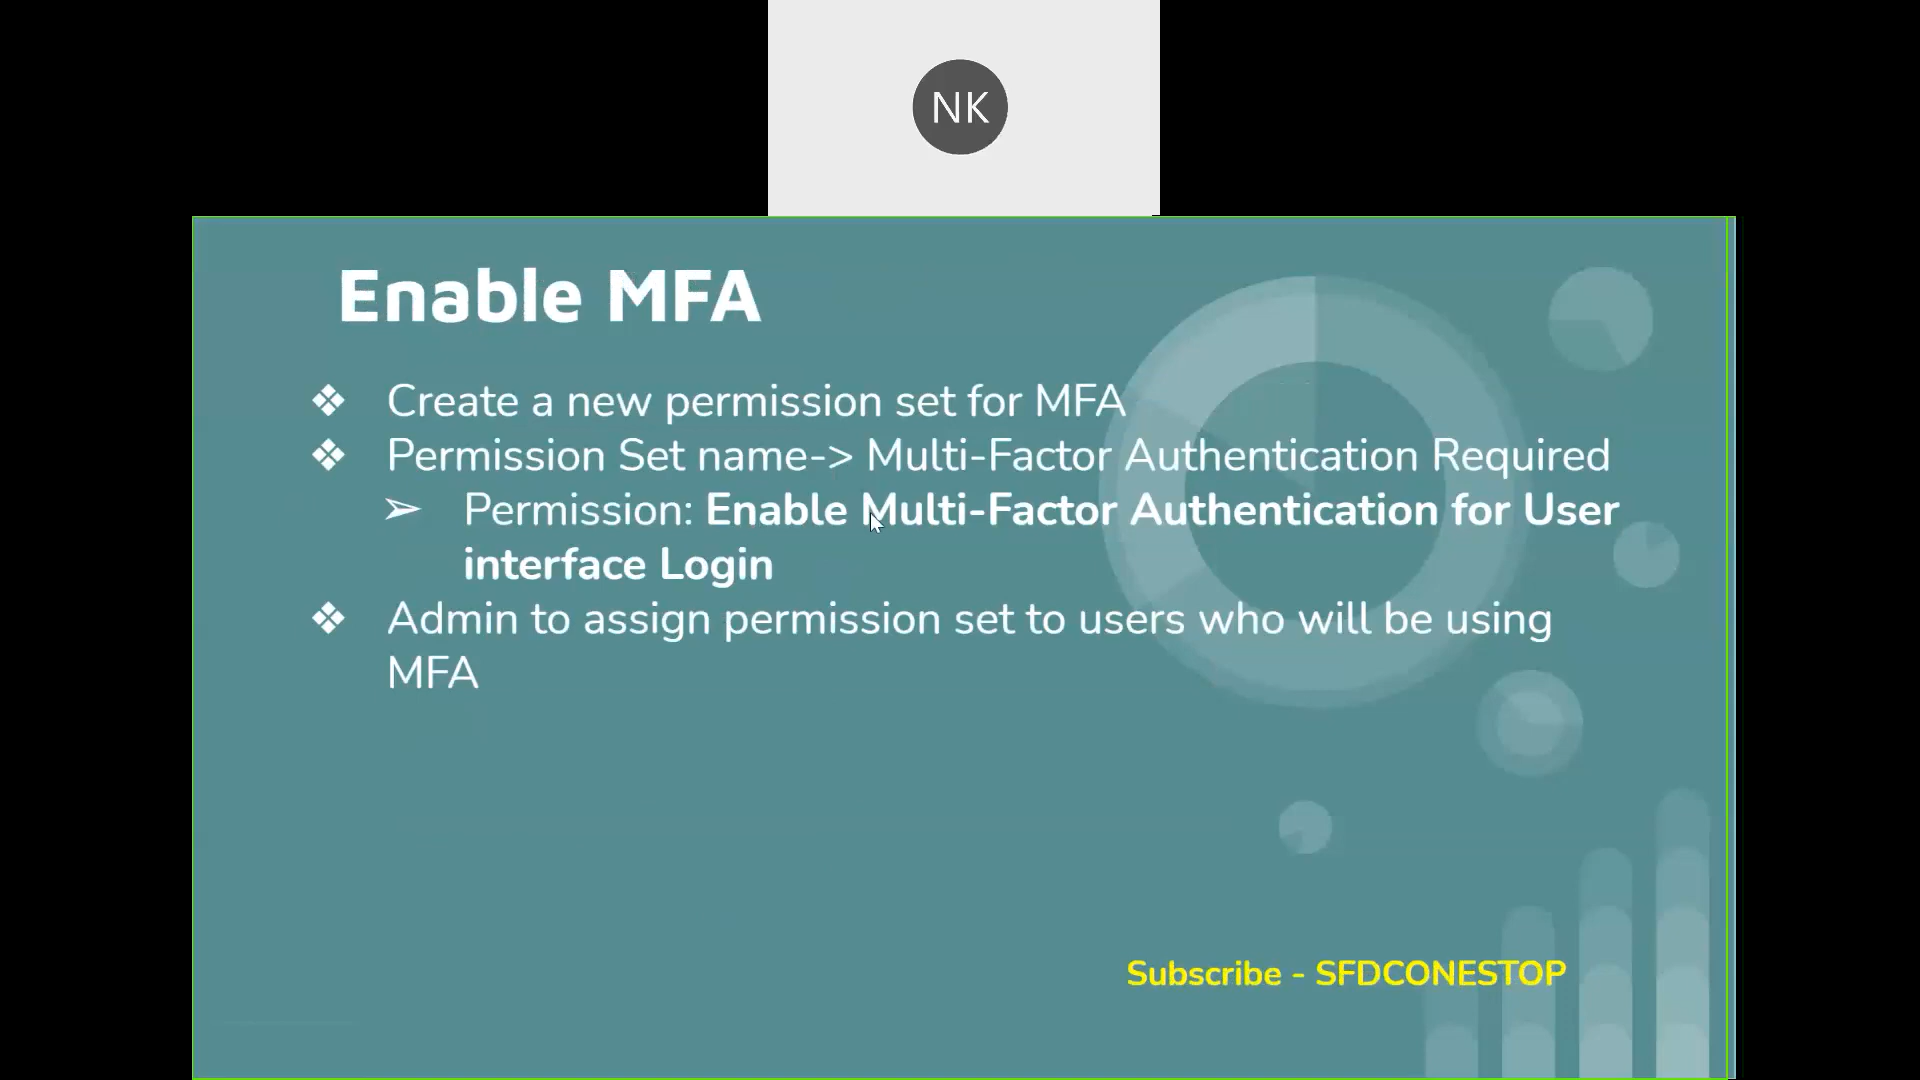 NK
Enable MFA
❖ Create a new permission set for MFA
❖ Permission Set name-> Multi-Factor Authentication Required
➢ Permission: Enable Multi-Factor Authentication for User
interface Login
❖ Admin to assign permission set to users who will be using
MFA
Subscribe - SFDCONESTOP